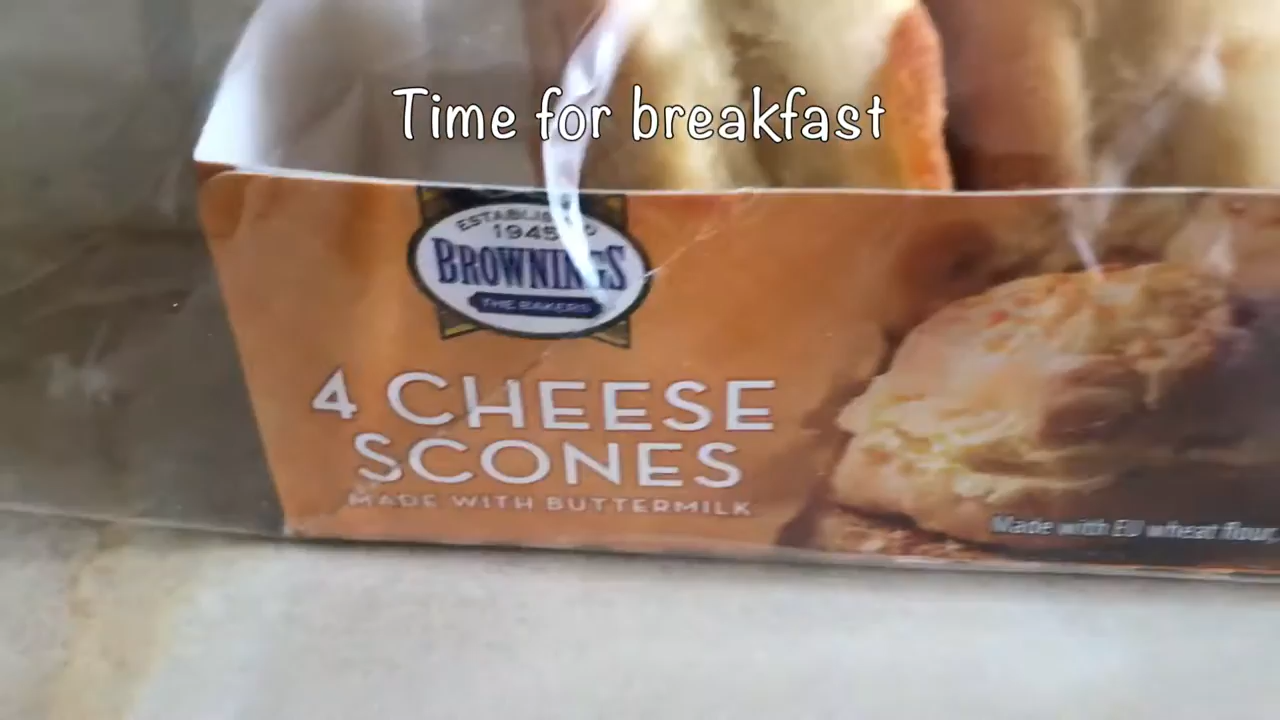 Time for breakfast
ESTABLISHED
1945
BROWNINGS
THE BAKERS
4 CHEESE
SCONES
MADE WITH BUTTERMILK
Made with EU wheat flour.